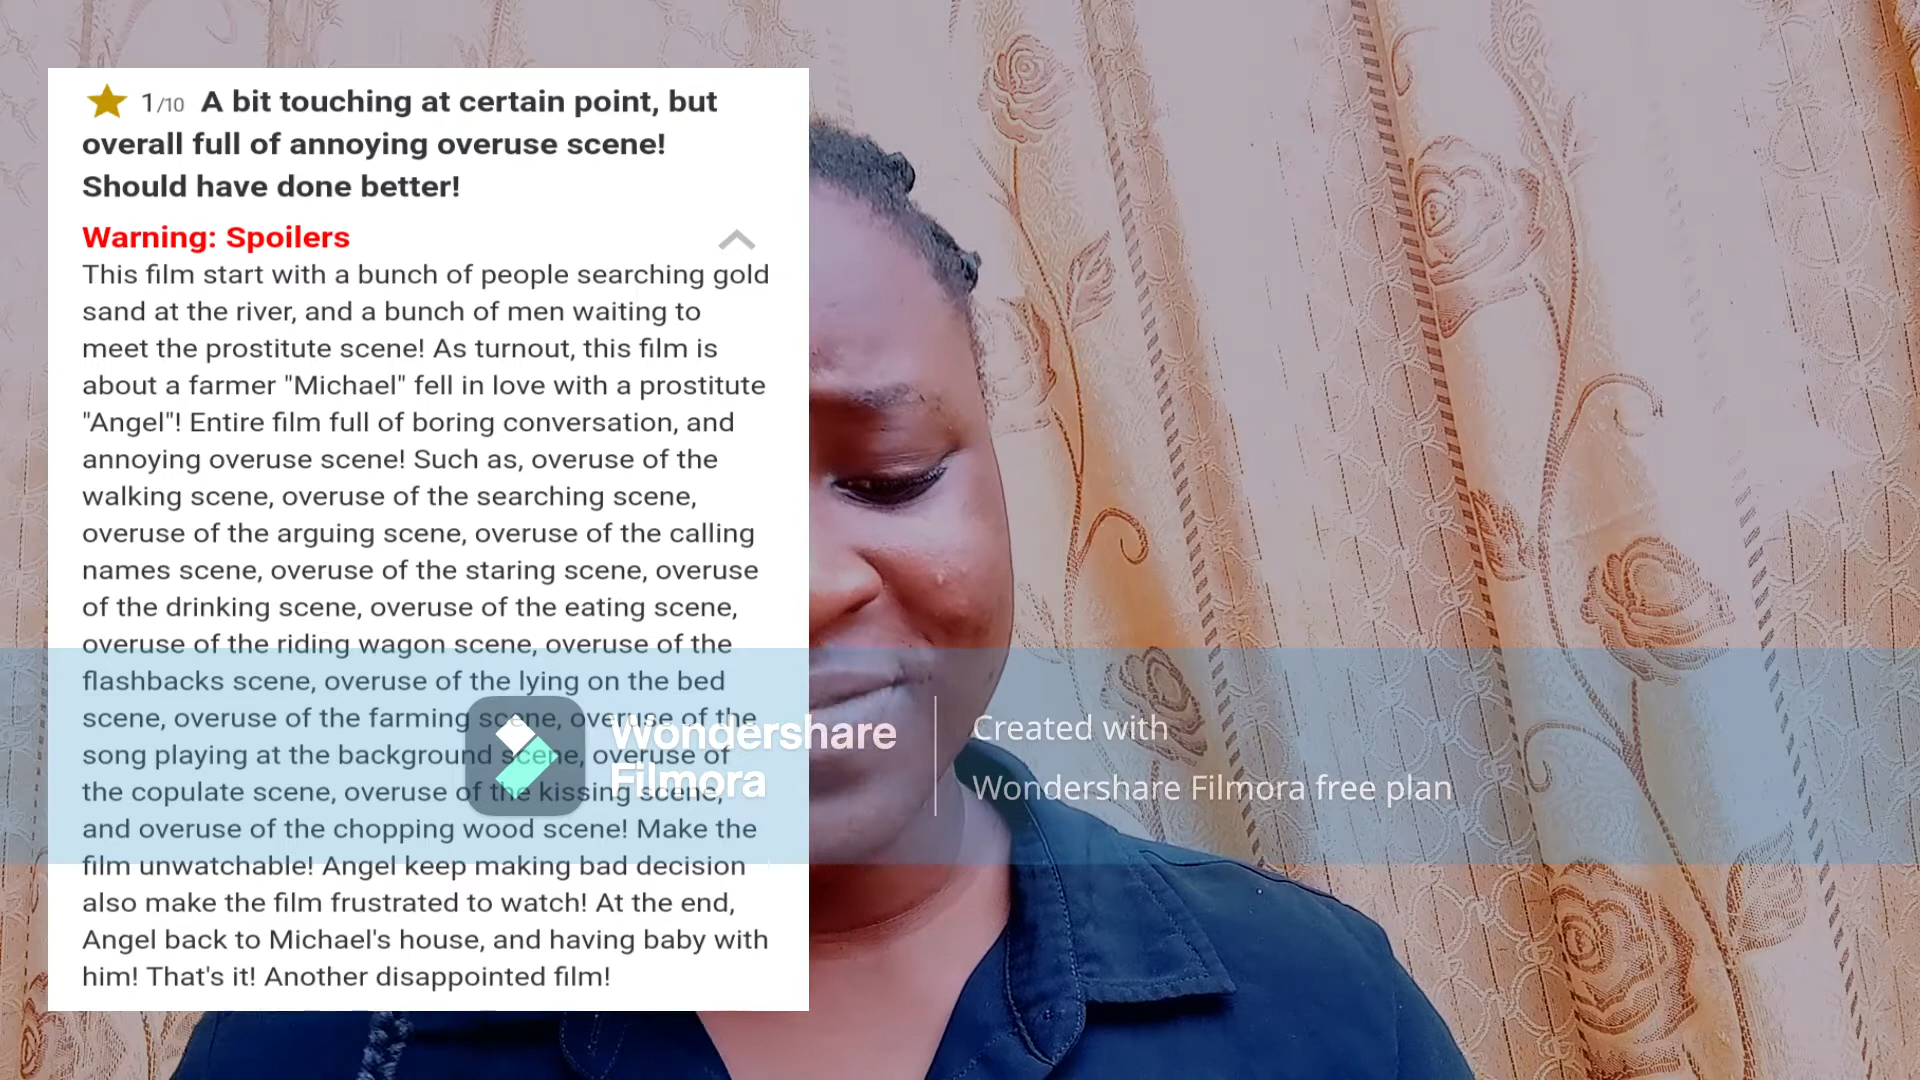 1/10 A bit touching at certain point, but
overall full of annoying overuse scene!
Should have done better!
Warning: Spoilers
This film start with a bunch of people searching gold
sand at the river, and a bunch of men waiting to
meet the prostitute scene! As turnout, this film is
about a farmer "Michael" fell in love with a prostitute
"Angel"! Entire film full of boring conversation, and
annoying overuse scene! Such as, overuse of the
walking scene, overuse of the searching scene,
overuse of the arguing scene, overuse of the calling
names scene, overuse of the staring scene, overuse
of the drinking scene, overuse of the eating scene,
overuse of the riding wagon scene, overuse of the
flashbacks scene, overuse of the lying on the bed
scene, overuse of the farming scene, overuse of the
song playing at the background scene, overuse of
the copulate scene, overuse of the kissing scene,
and overuse of the chopping wood scene! Make the
film unwatchable! Angel keep making bad decision
also make the film frustrated to watch! At the end,
Angel back to Michael's house, and having baby with
him! That's it! Another disappointed film!
Wondershare
Filmora
Created with
Wondershare Filmora free plan